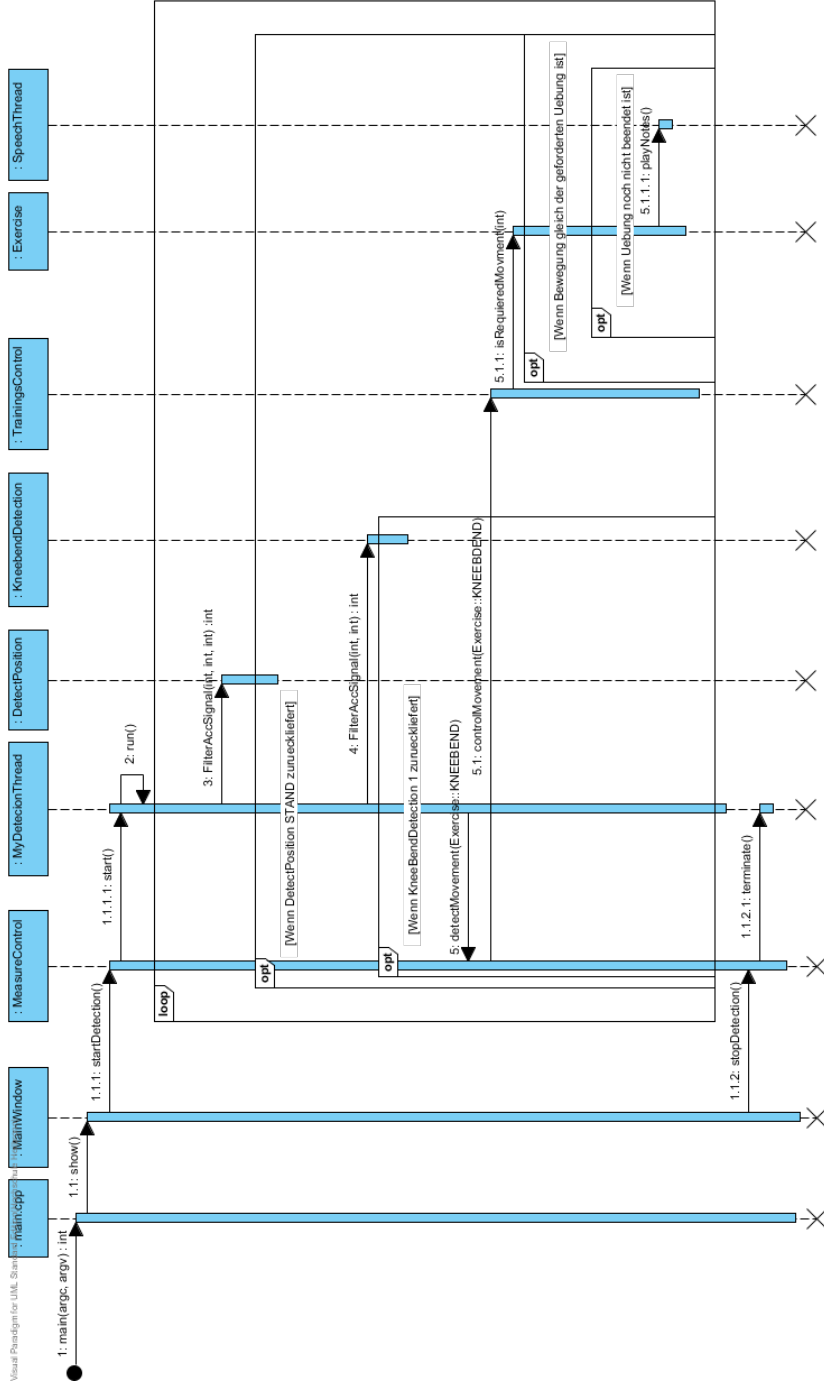 Visual Paradigm for UML Standard
: main.cpp
: MainWindow
: MeasureControl
: MyDetecionThread
: DetectPosition
: KneebendDetection
: TrainingsControl
: Exercise
: SpeechThread
1: main(argc, argv) : int
1.1: show()
1.1.1: startDetection()
1.1.1.1: start()
2: run()
loop
3: FilterAccSignal(int, int, int) :int
opt
[Wenn DetectPosition STAND zurueckliefert]
4: FilterAccSignal(int, int) : int
opt
[Wenn KneeBendDetection 1 zurueckliefert]
5: detectMovement(Exercise::KNEEBEND)
5.1: controlMovement(Exercise::KNEEBDEND)
5.1.1: isRequieredMovment(int)
opt
[Wenn Bewegung gleich der geforderten Uebung ist]
opt
[Wenn Uebung noch nicht beendet ist]
5.1.1.1: playNotes()
1.1.2: stopDetection()
1.1.2.1: terminate()